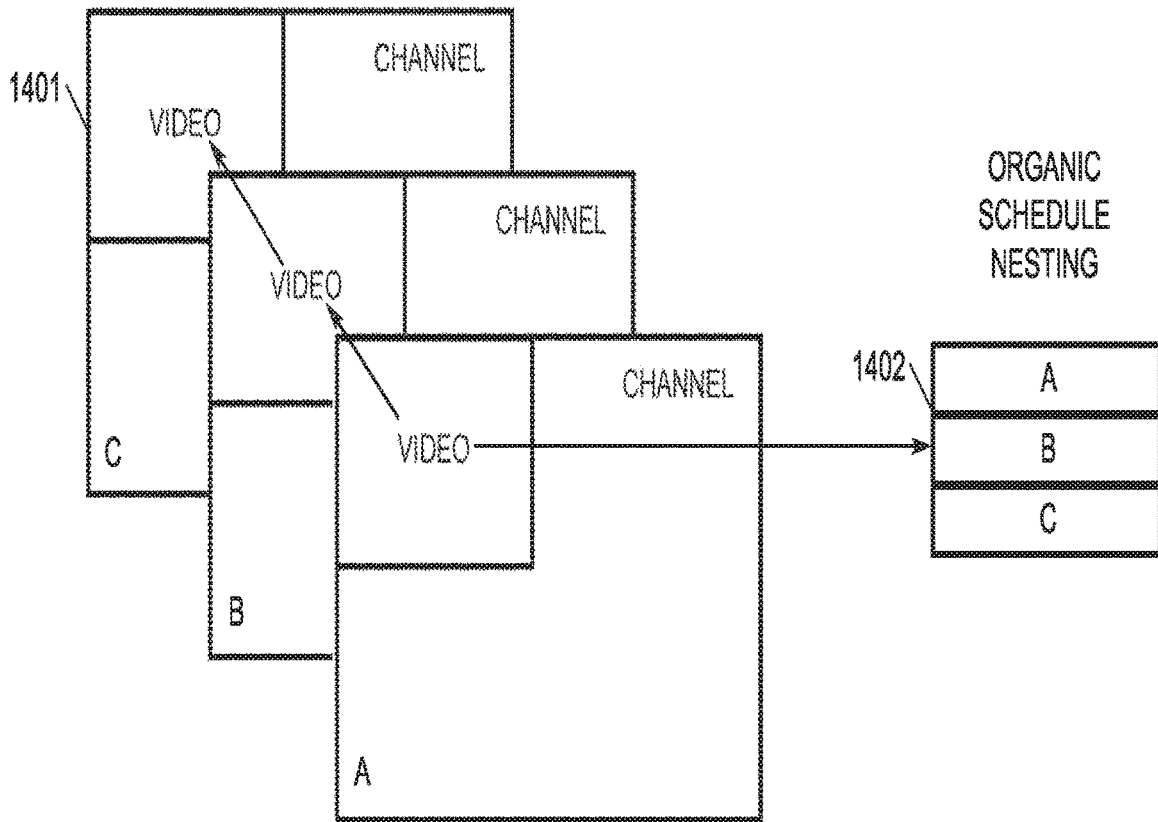 CHANNEL
1401
VIDEO
ORGANIC
SCHEDULE
NESTING
CHANNEL
VIDEO
CHANNEL
1402
A
VIDEO
B
C
C
B
A